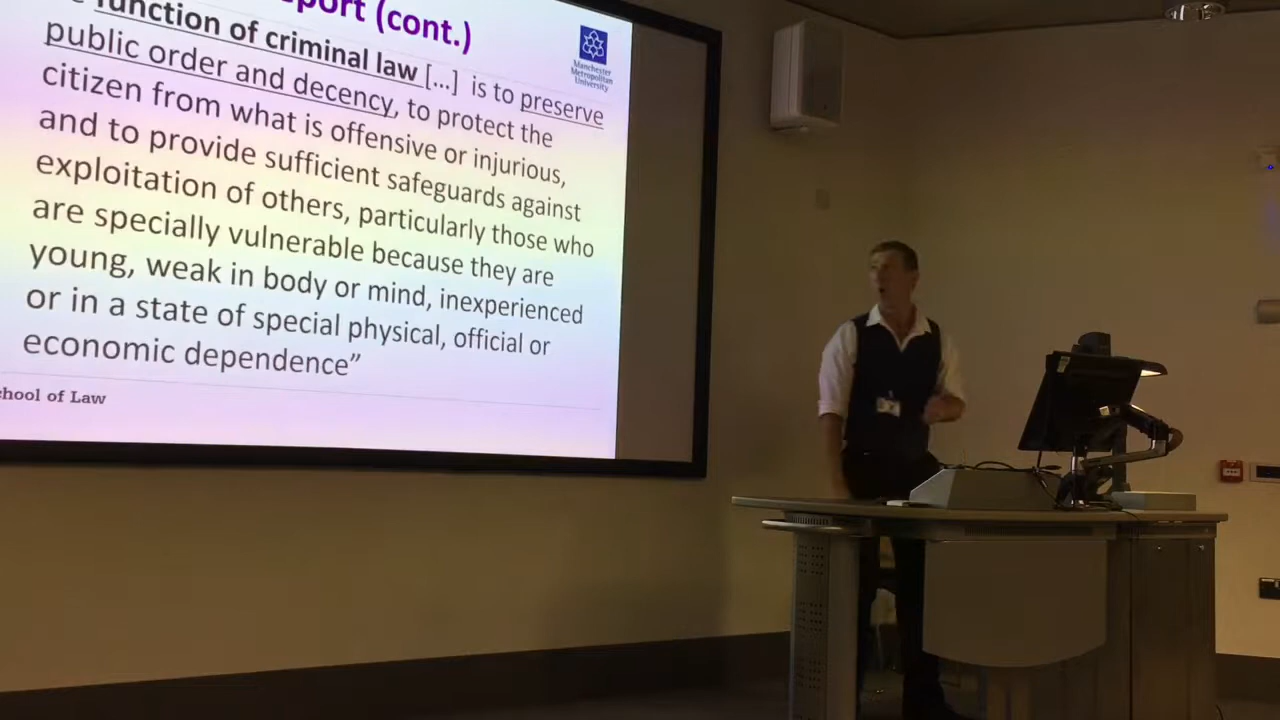 port (cont.)
function of criminal law [...] is to preserve
public order and decency, to protect the
citizen from what is offensive or injurious,
and to provide sufficient safeguards against
exploitation of others, particularly those who
are specially vulnerable because they are
young, weak in body or mind, inexperienced
or in a state of special physical, official or
economic dependence”
hool of Law
Manchester
Metropolitan
University